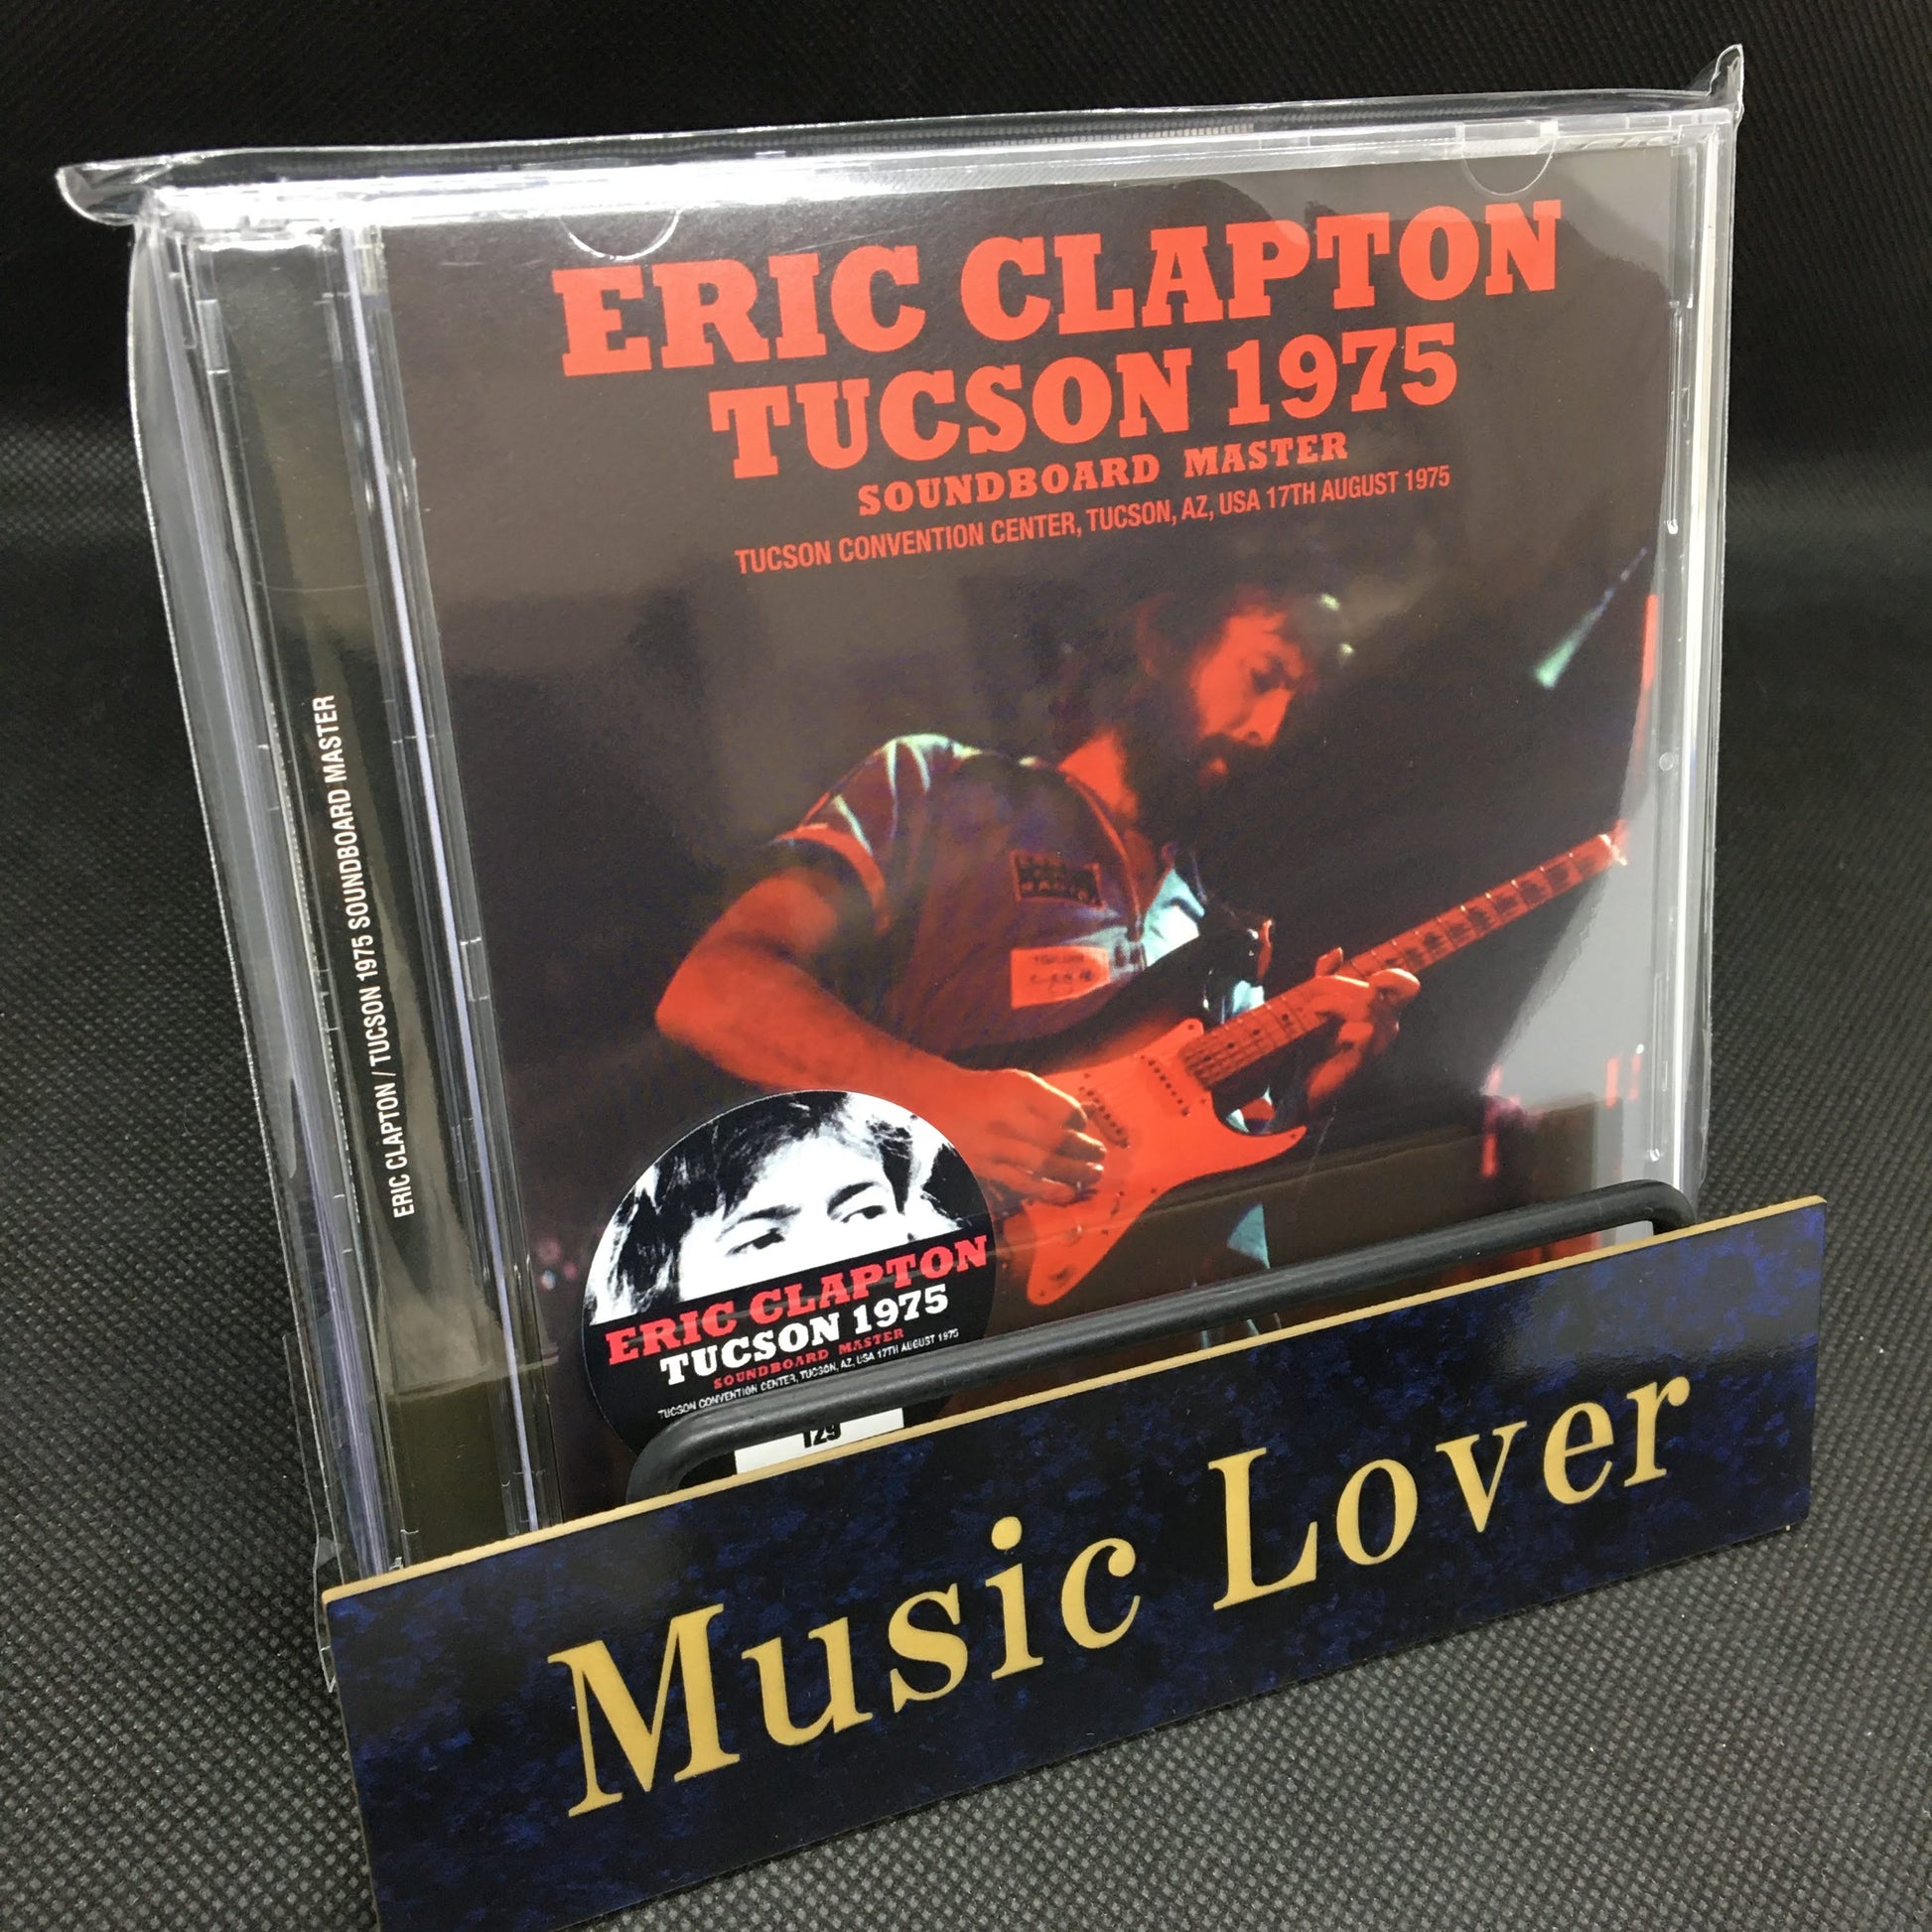 ERIC CLAPTON
TUCSON 1975
SOUNDBOARD MASTER
TUCSON CONVENTION CENTER, TUCSON, AZ, USA 17TH AUGUST 1975
ERIC CLAPTON / TUCSON 1975 SOUNDBOARD MASTER
ERIC CLAPTON
TUCSON 1975
SOUNDBOARD MASTER
TUCSON CONVENTION CENTER, TUCSON, AZ, USA 17TH AUGUST 1975
129
Music Lover